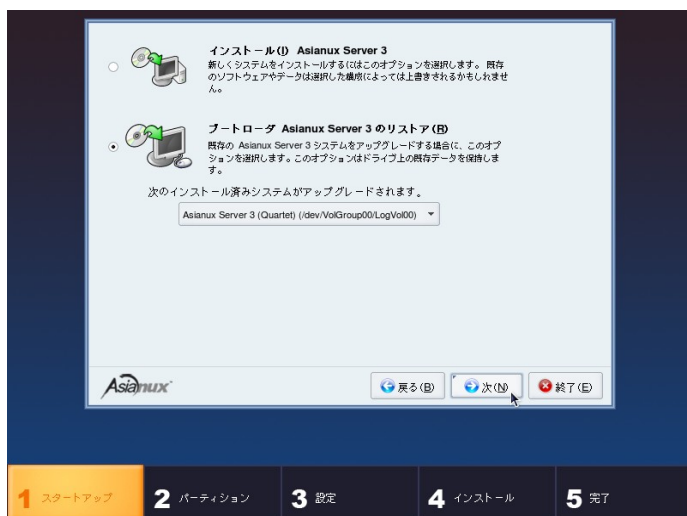 インストール(I) Asianux Server 3
新しくシステムをインストールするにはこのオプションを選択します。 既存
のソフトウェアやデータは選択した構成によっては上書きされるかもしれませ
ん。
ブートローダ Asianux Server 3 のリストア(R)
既存の Asianux Server 3 システムをアップグレードする場合に、このオプ
ションを選択します。このオプションはドライブ上の既存データを保持しま
す。
次のインストール済みシステムがアップグレードされます。
Asianux Server 3 (Quartet) (/dev/VolGroup00/LogVol00)
Asianux
戻る(B) 次(N) 終了(E)
1 スタートアップ 2 パーティション 3 設定 4 インストール 5 完了